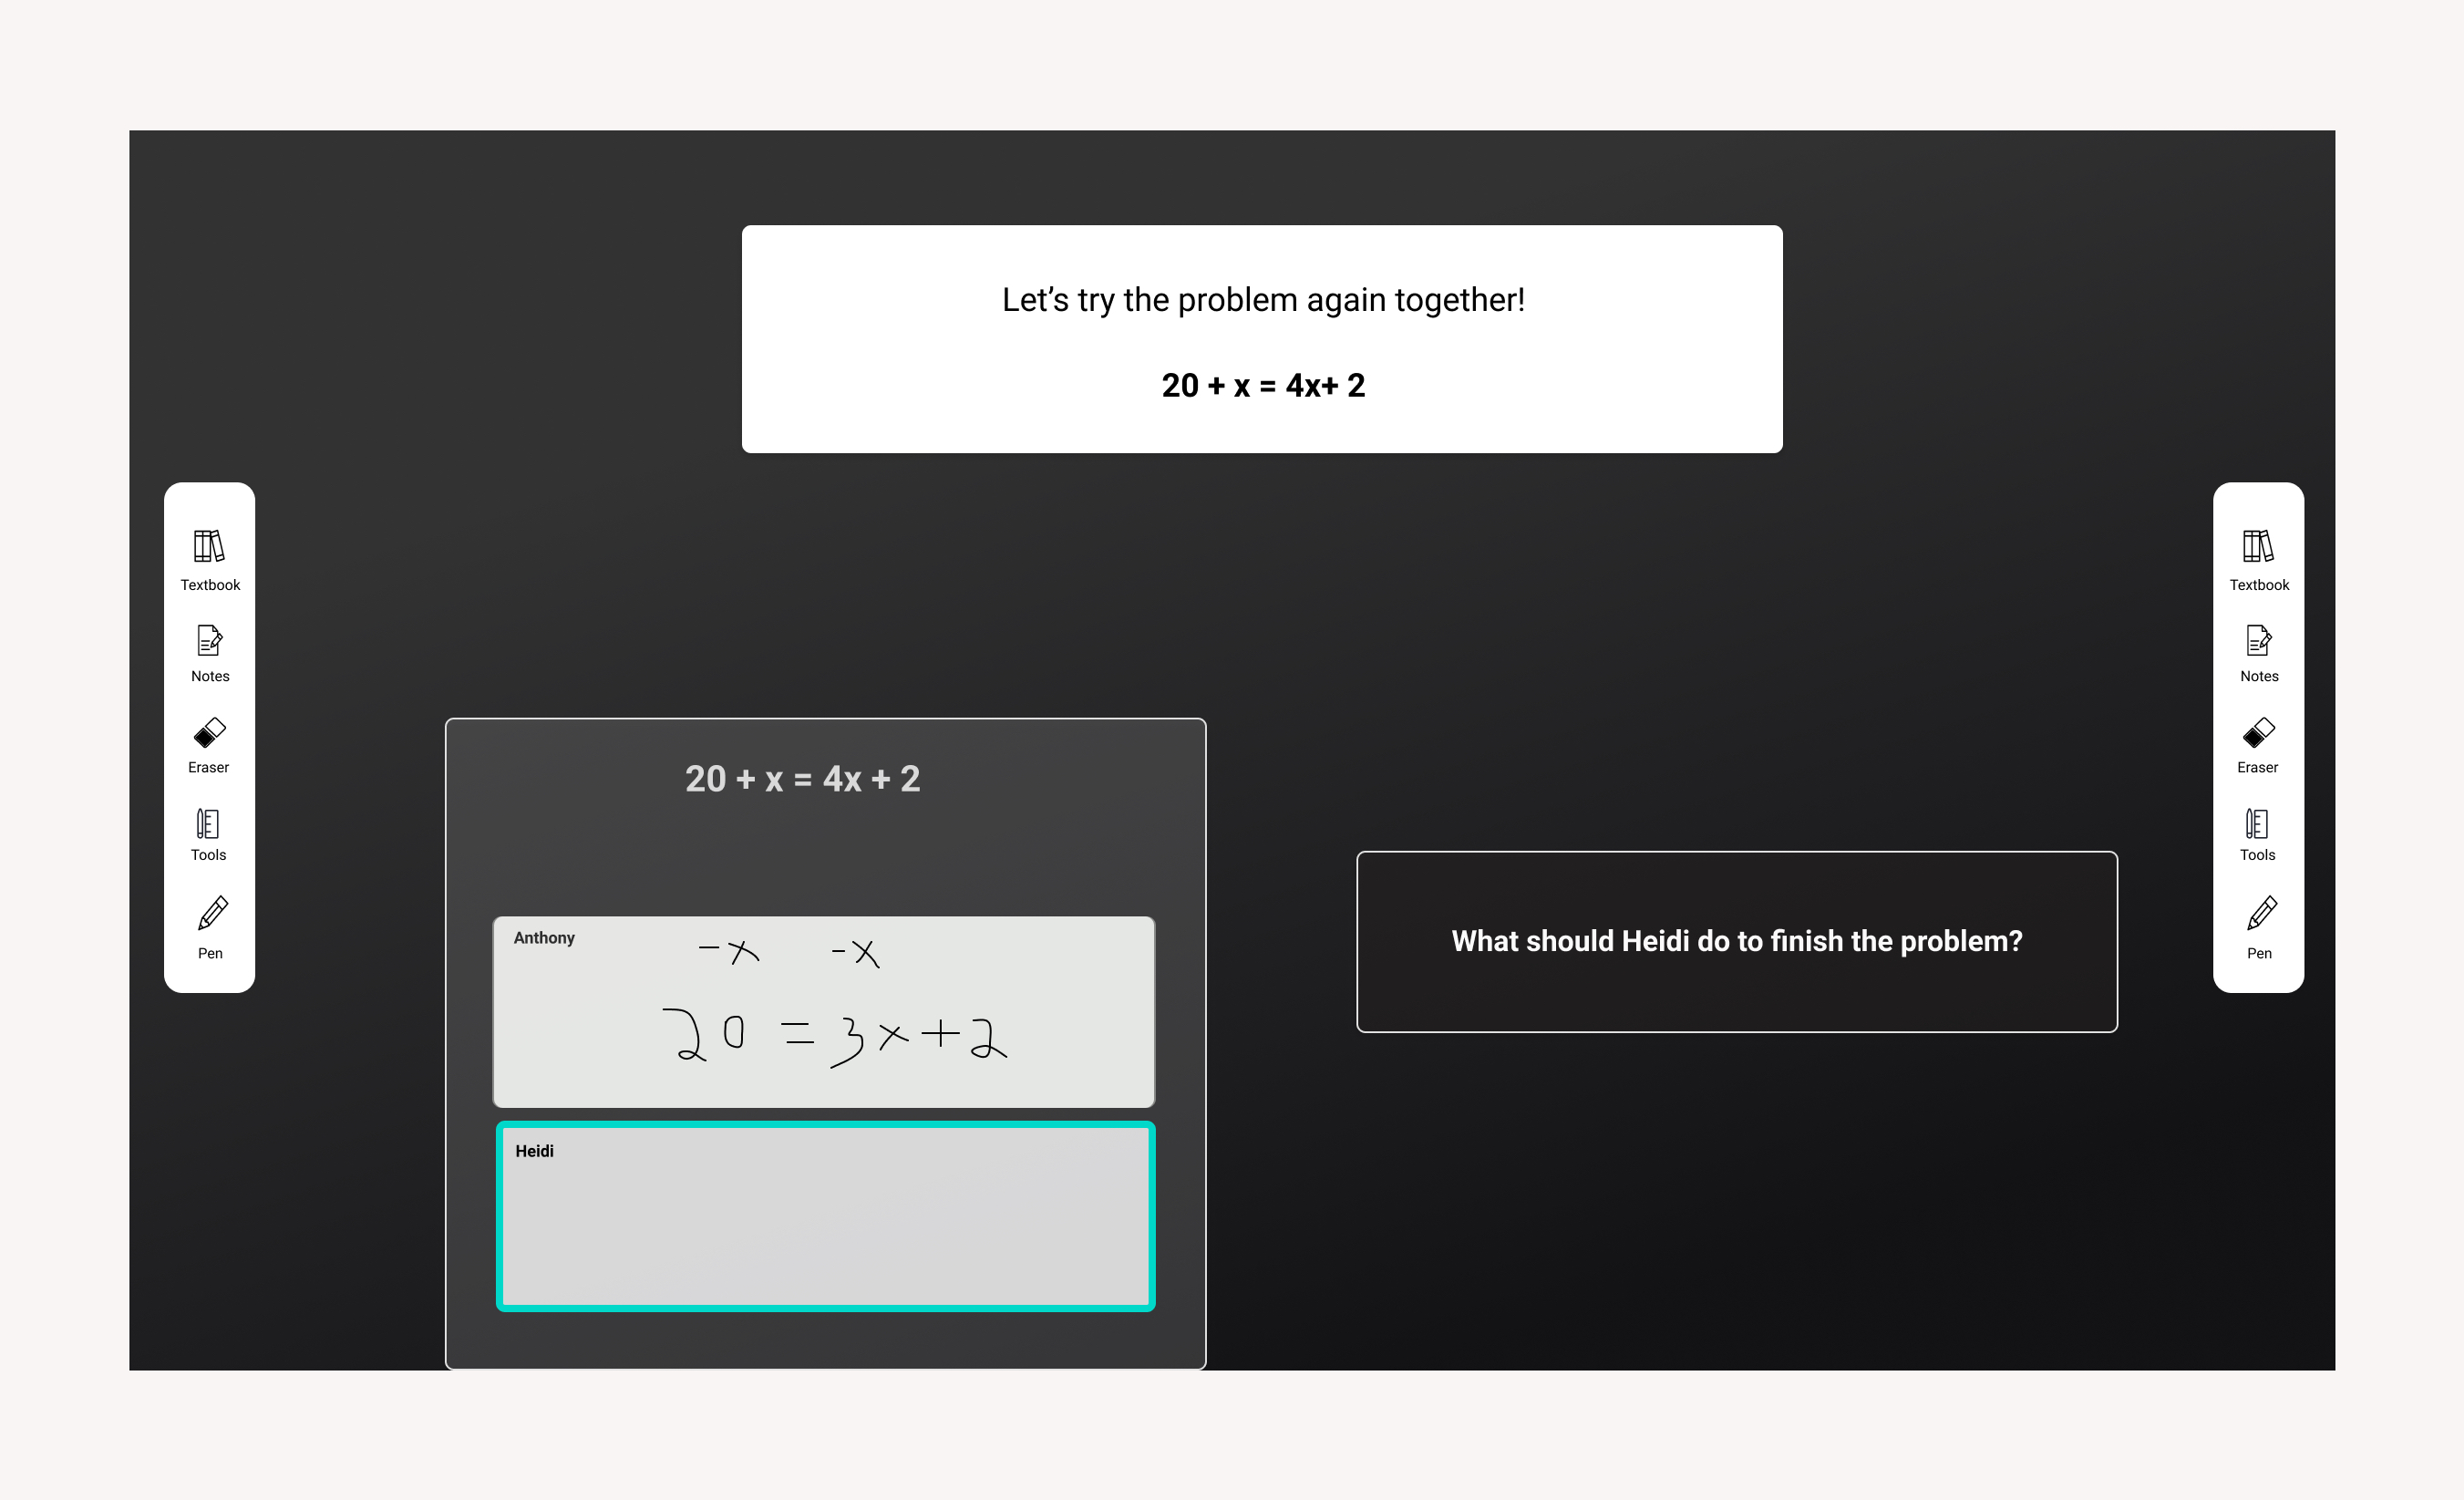 Let's try the problem again together!
20 + x = 4x+ 2
Textbook
Notes
Eraser
Tools
Pen
20 + x = 4x + 2
Anthony
-x -x
20 = 3x+2
Heidi
What should Heidi do to finish the problem?
Textbook
Notes
Eraser
Tools
Pen